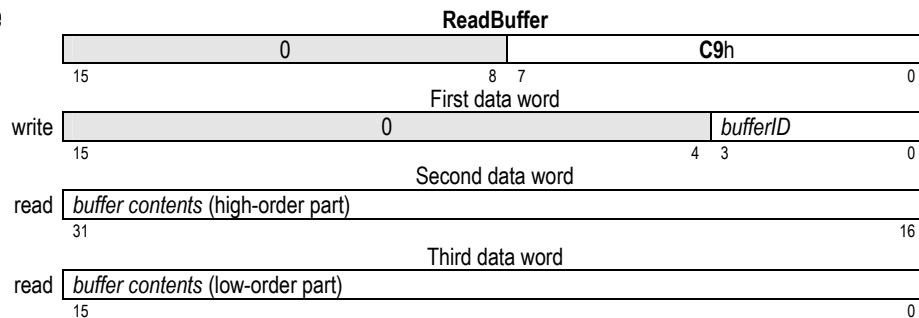 e
ReadBuffer
0 C9h
15 8 7 0
First data word
write 0 bufferID
15 4 3 0
Second data word
read buffer contents (high-order part)
31 16
Third data word
read buffer contents (low-order part)
15 0